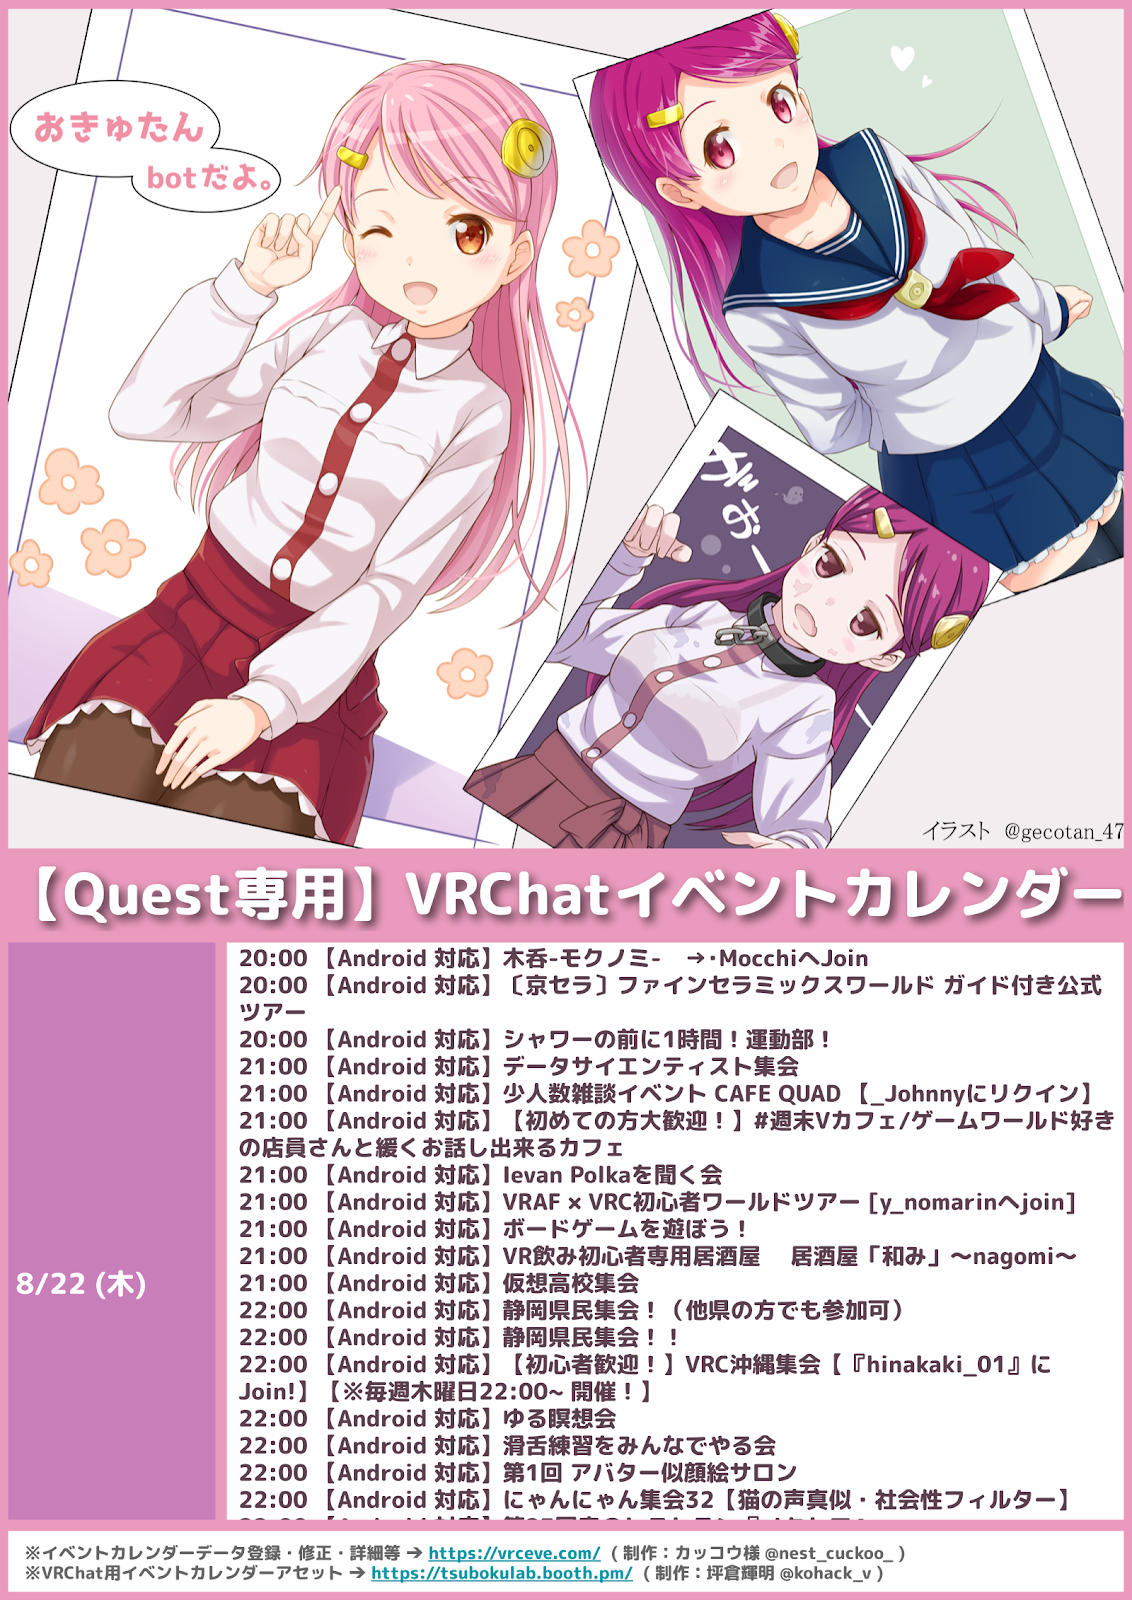 おきゅたん
botだよ。
がおー
イラスト @gecotan_47
【Quest専用】VRChatイベントカレンダー
8/22 (木)
20:00 【Android 対応】木呑-モクノミ- →･MocchiへJoin
20:00 【Android 対応】〔京セラ〕ファインセラミックスワールド ガイド付き公式
ツアー
20:00 【Android 対応】シャワーの前に1時間！運動部！
21:00 【Android 対応】データサイエンティスト集会
21:00 【Android 対応】少人数雑談イベント CAFE QUAD 【_Johnnyにリクイン】
21:00 【Android 対応】【初めての方大歓迎！】#週末Vカフェ/ゲームワールド好き
の店員さんと緩くお話し出来るカフェ
21:00 【Android 対応】Ievan Polkaを聞く会
21:00 【Android 対応】VRAF × VRC初心者ワールドツアー [y_nomarinへjoin]
21:00 【Android 対応】ボードゲームを遊ぼう！
21:00 【Android 対応】VR飲み初心者専用居酒屋 居酒屋「和み」～nagomi～
21:00 【Android 対応】仮想高校集会
22:00 【Android 対応】静岡県民集会！（他県の方でも参加可）
22:00 【Android 対応】静岡県民集会！！
22:00 【Android 対応】【初心者歓迎！】VRC沖縄集会【『hinakaki_01』に
Join!】【※毎週木曜日22:00~ 開催！】
22:00 【Android 対応】ゆる瞑想会
22:00 【Android 対応】滑舌練習をみんなでやる会
22:00 【Android 対応】第1回 アバター似顔絵サロン
22:00 【Android 対応】にゃんにゃん集会32【猫の声真似・社会性フィルター】
※イベントカレンダーデータ登録・修正・詳細等 ➔ https://vrceve.com/ ( 制作：カッコウ様 @nest_cuckoo_ )
※VRChat用イベントカレンダーアセット ➔ https://tsubokulab.booth.pm/ ( 制作：坪倉輝明 @kohack_v )